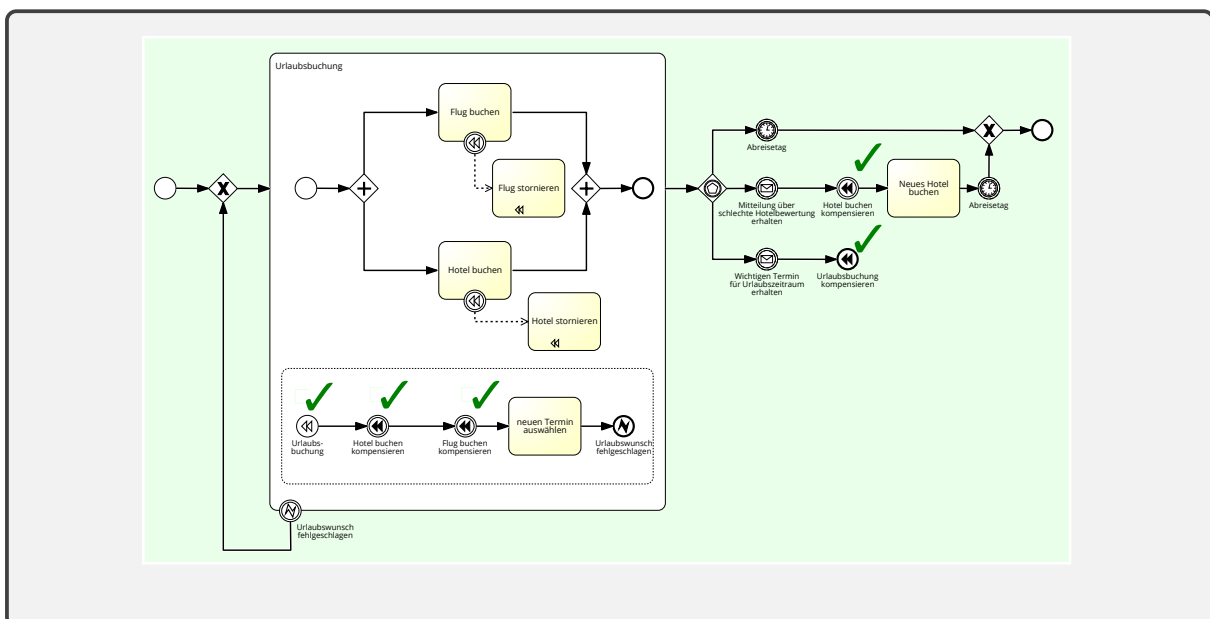 Urlaubsbuchung
Flug buchen
Flug stornieren
Hotel buchen
Hotel stornieren
Urlaubs-
buchung
Hotel buchen
kompensieren
Flug buchen
kompensieren
neuen Termin
auswählen
Urlaubswunsch
fehlgeschlagen
Urlaubswunsch
fehlgeschlagen
Abreisetag
Mitteilung über
schlechte Hotelbewertung
erhalten
Hotel buchen
kompensieren
Neues Hotel
buchen
Abreisetag
Wichtigen Termin
für Urlaubszeitraum
erhalten
Urlaubsbuchung
kompensieren